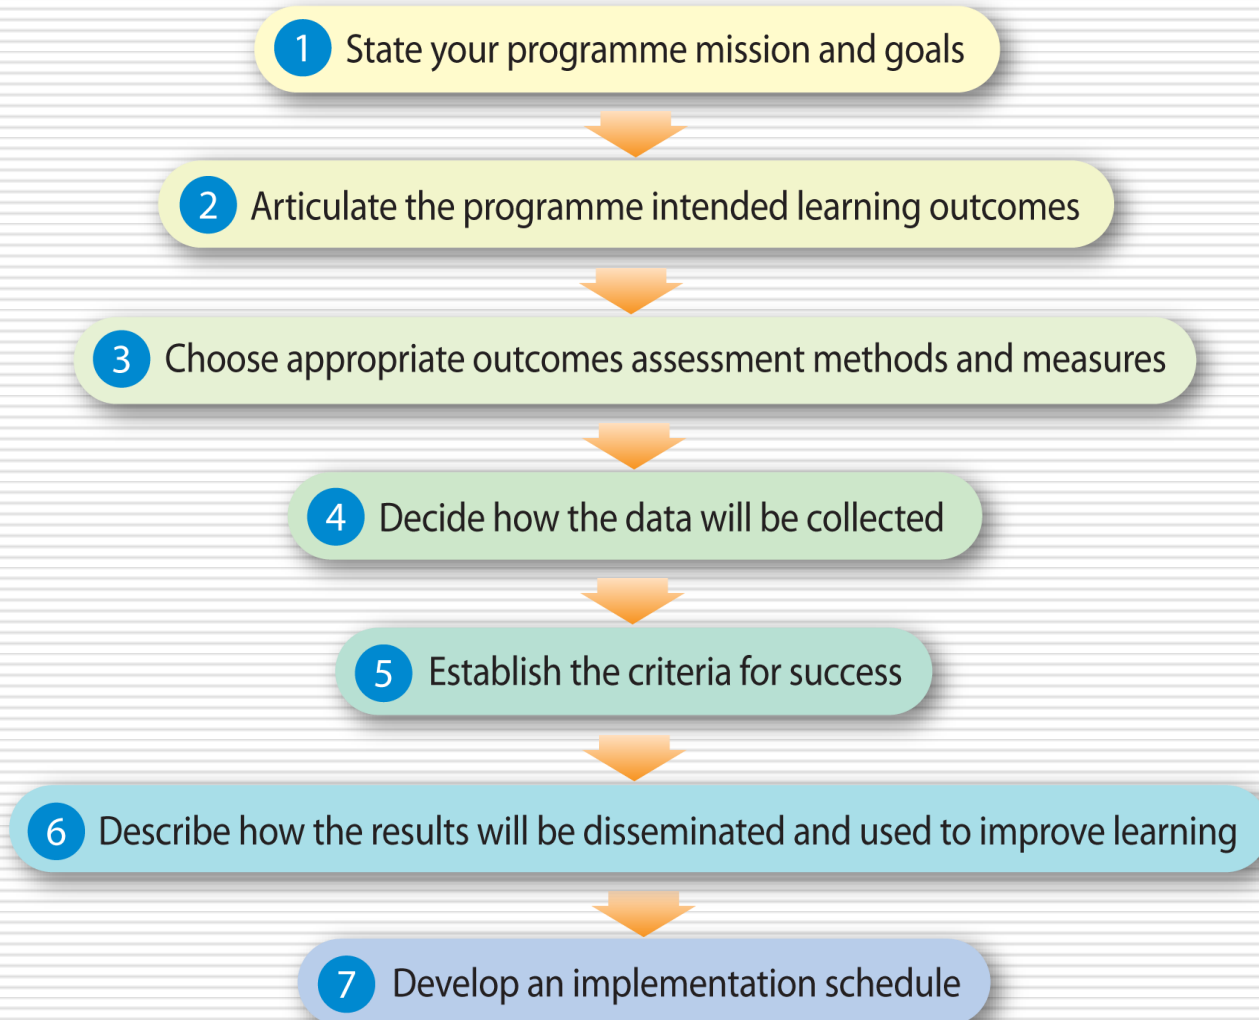 1 State your programme mission and goals
2 Articulate the programme intended learning outcomes
3 Choose appropriate outcomes assessment methods and measures
4 Decide how the data will be collected
5 Establish the criteria for success
6 Describe how the results will be disseminated and used to improve learning
7 Develop an implementation schedule